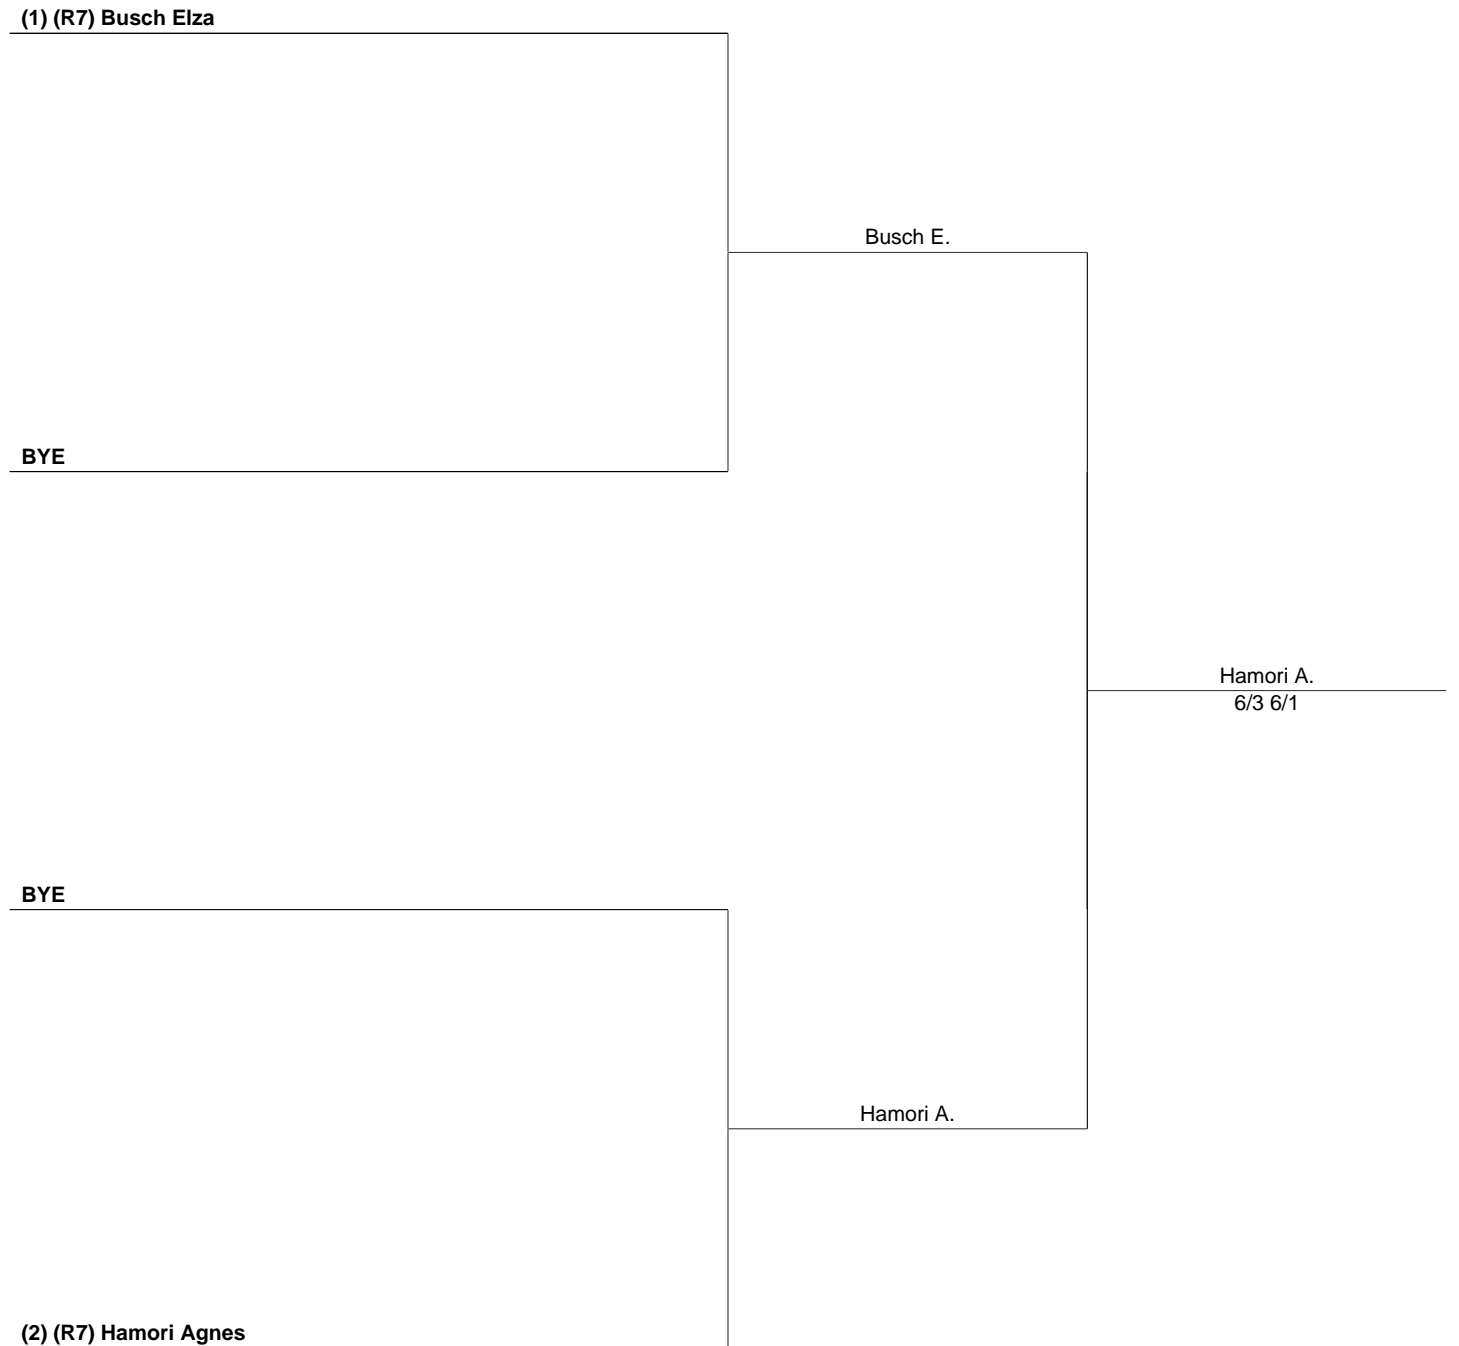 (1) (R7) Busch Elza
Busch E.
BYE
Hamori A.
6/3 6/1
BYE
Hamori A.
(2) (R7) Hamori Agnes